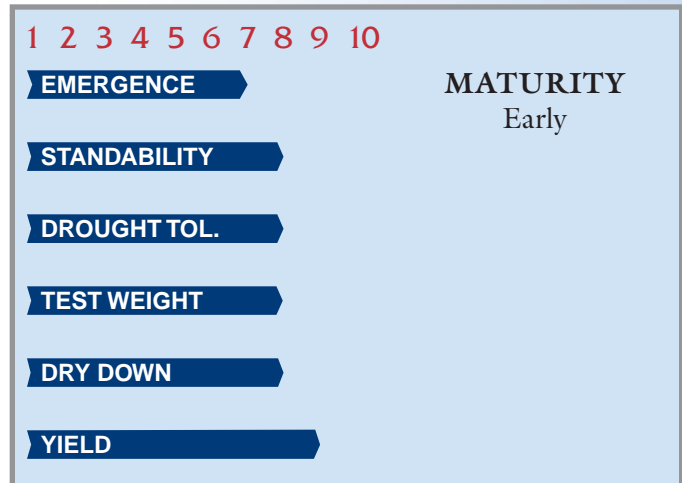 1 2 3 4 5 6 7 8 9 10
EMERGENCE
MATURITY
Early
STANDABILITY
DROUGHT TOL.
TEST WEIGHT
DRY DOWN
YIELD